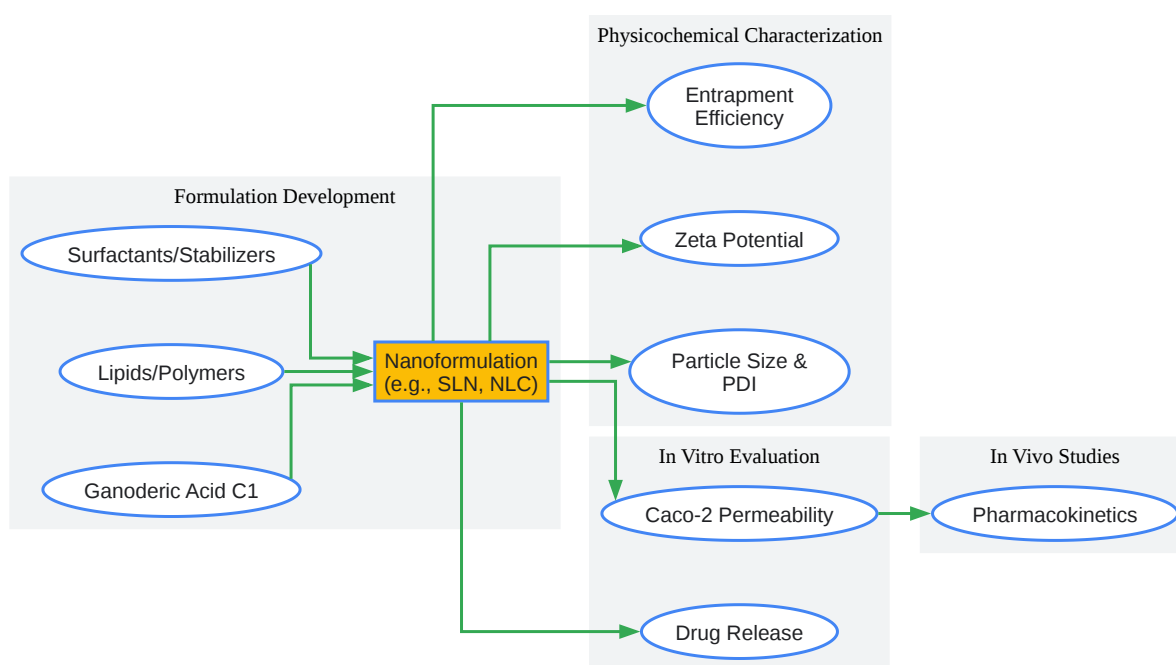 Physicochemical Characterization
Entrapment
Efficiency
Formulation Development
Surfactants/Stabilizers
Zeta Potential
Lipids/Polymers
Nanoformulation
(e.g., SLN, NLC)
Particle Size &
PDI
Ganoderic Acid C1
In Vitro Evaluation
In Vivo Studies
Caco-2 Permeability
Pharmacokinetics
Drug Release